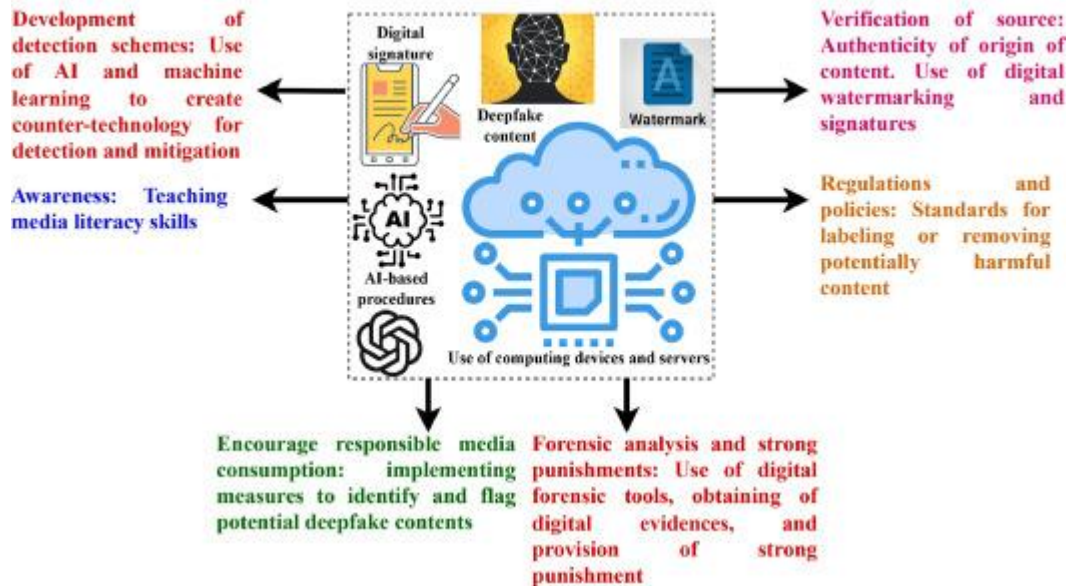 Development of
detection schemes: Use
of AI and machine
learning to create
counter-technology for
detection and mitigation
Awareness: Teaching
media literacy skills
Digital
signature
Deepfake
content
A
Watermark
AI
AI-based
procedures
Use of computing devices and servers
Verification of source:
Authenticity of origin of
content. Use of digital
watermarking and
signatures
Regulations and
policies: Standards for
labeling or removing
potentially harmful
content
Encourage responsible media
consumption: implementing
measures to identify and flag
potential deepfake contents
Forensic analysis and strong
punishments: Use of digital
forensic tools, obtaining of
digital evidences, and
provision of strong
punishment